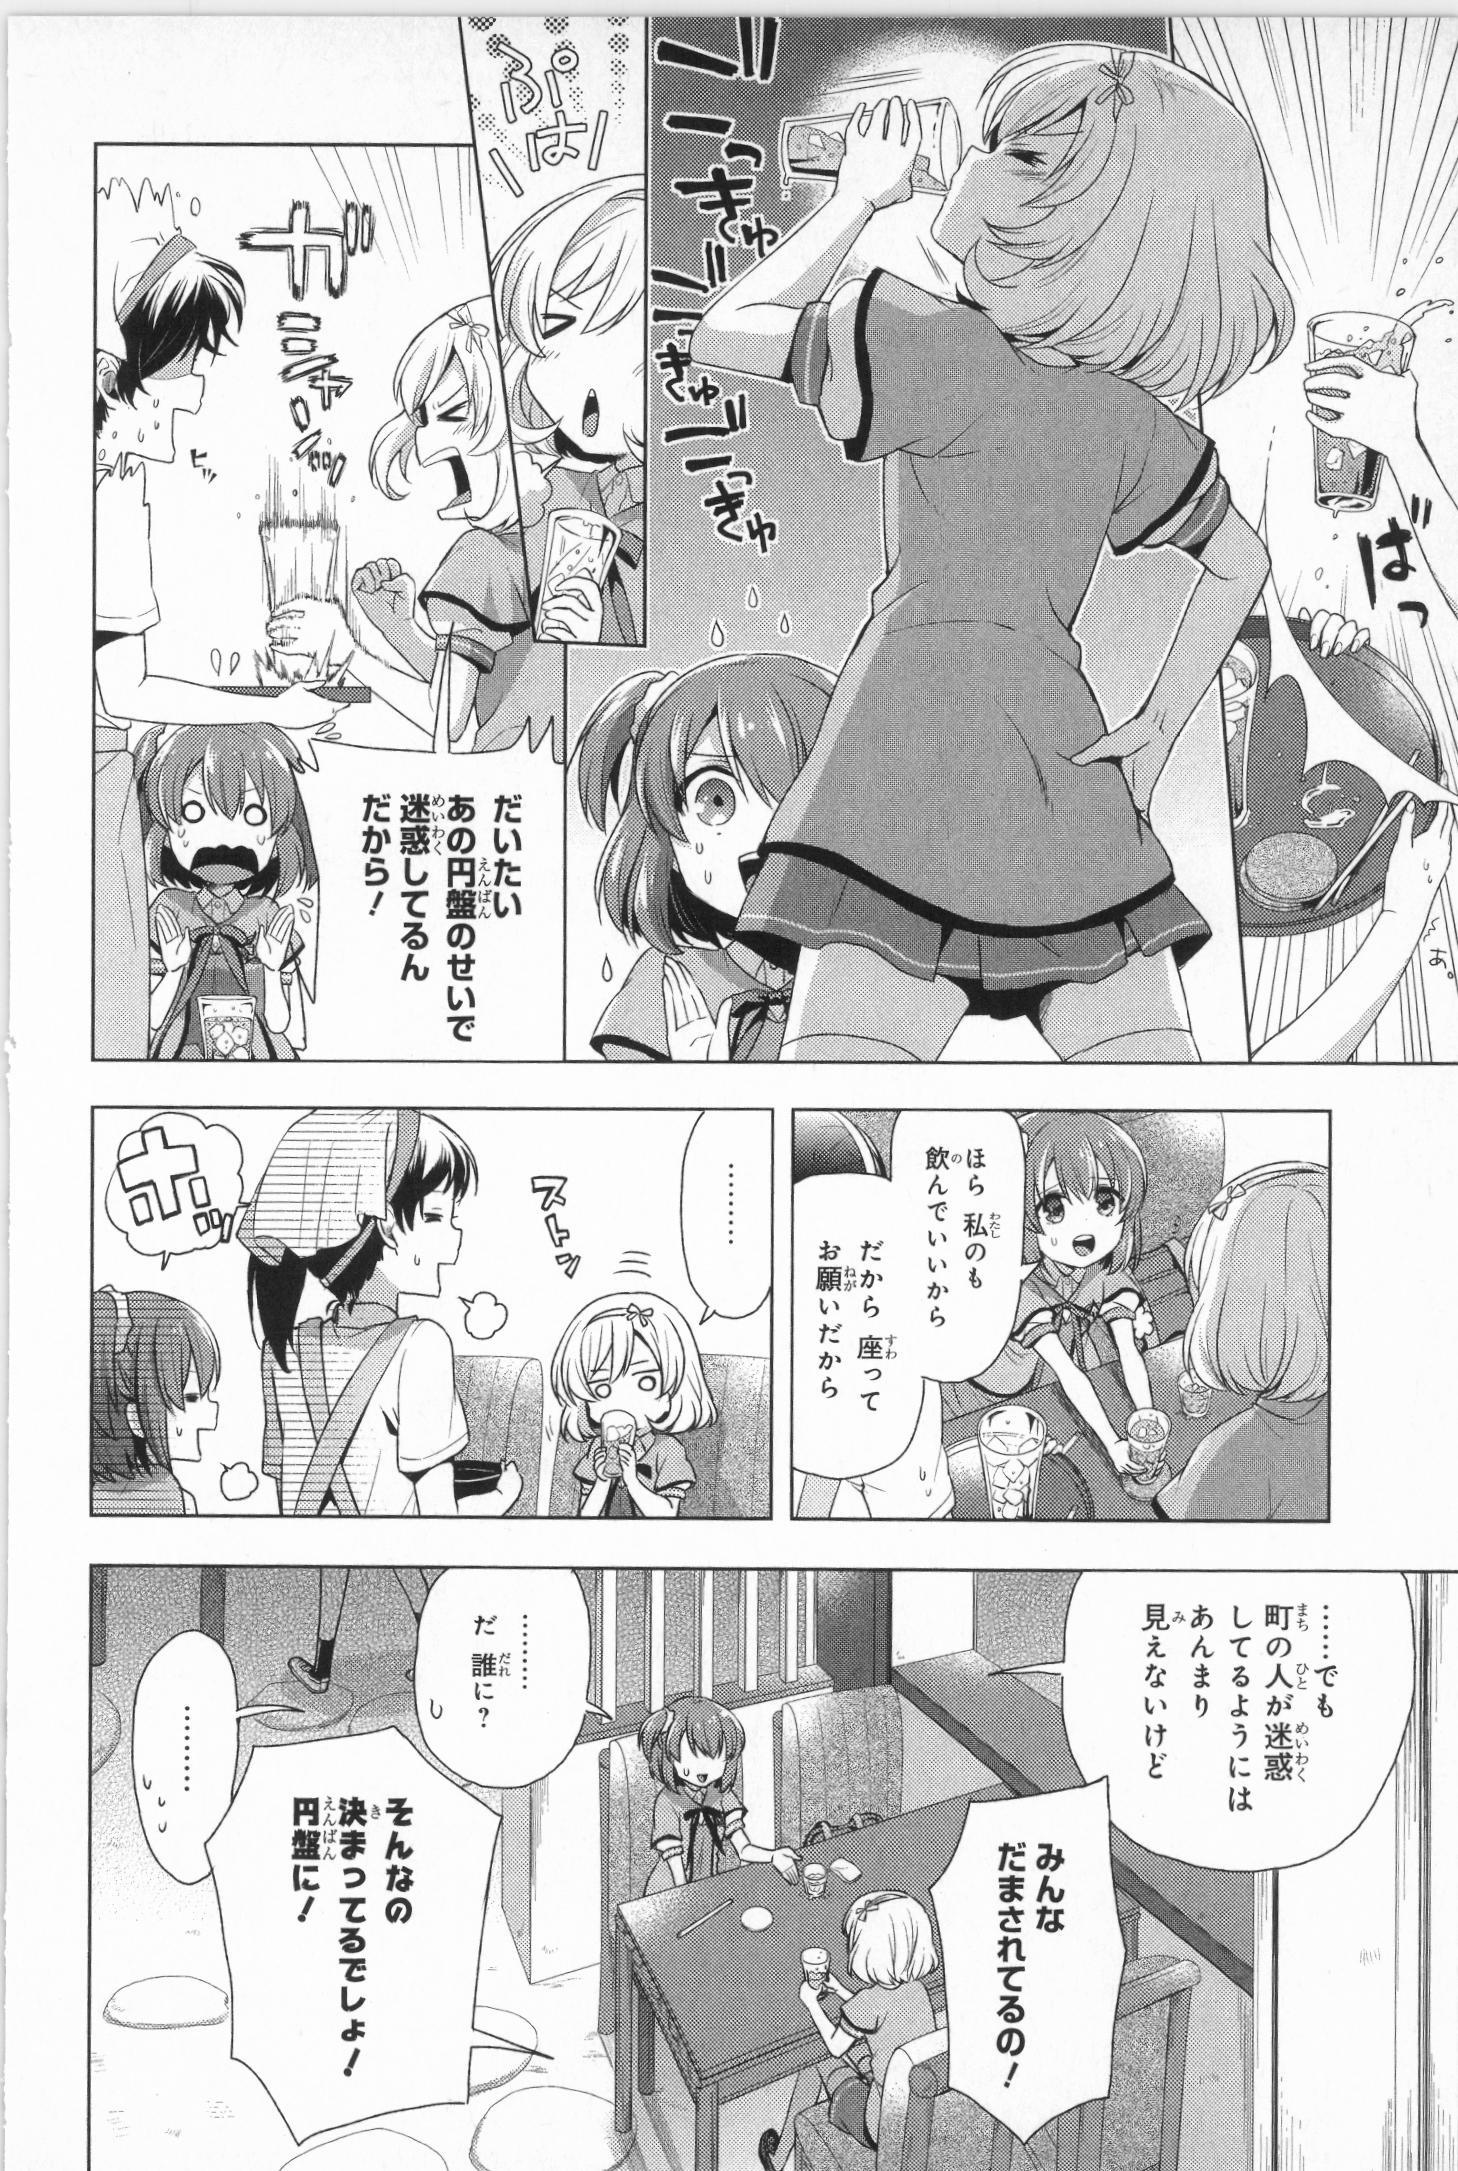 ばっ
ごっきゅ
ごきゅ
ごっきゅ
ぷはーっ
ガガ
ニャーン
ビッ
だいたい
あの円盤のせいで
迷惑してるん
だから!
ほら 私のも
飲んでいいから
だから 座って
お願いだから
………
ストン
ホッ
……でも
町の人が迷惑
してるようには
あんまり
見えないけど
みんな
だまされてるの!
………
だ 誰に?
そんなの
決まってるでしょ!
円盤に!
………